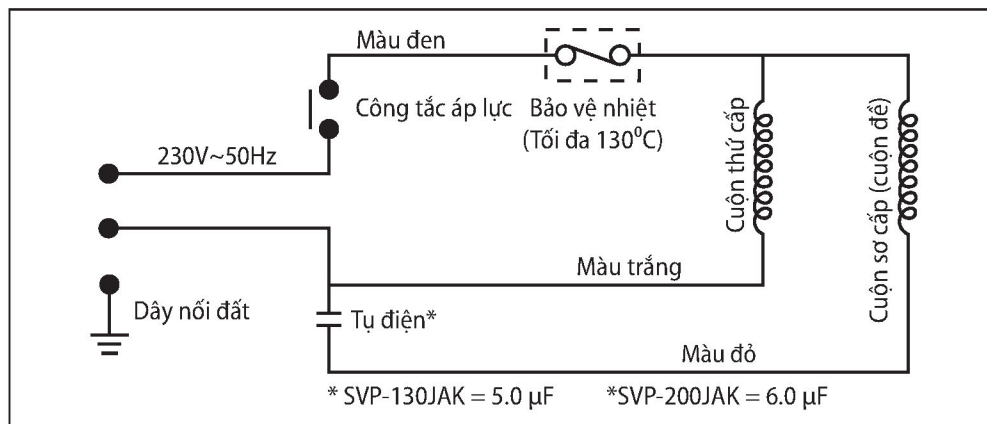 Màu đen
Công tắc áp lực
Bảo vệ nhiệt
(Tối đa 130⁰C)
230V~50Hz
Cuộn thứ cấp
Cuộn sơ cấp (cuộn đề)
Màu trắng
Dây nối đất
Tụ điện*
Màu đỏ
* SVP-130JAK = 5.0 µF
*SVP-200JAK = 6.0 µF